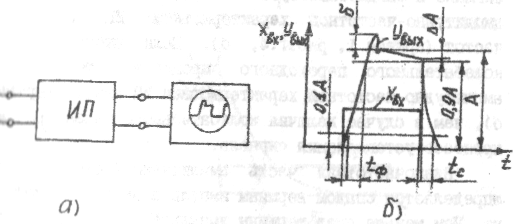 Xвх, Uвых
δ
Uвых
ΔA
ИП
0,1A
Xвх
0,9A
A
tф
tс
t
а)
б)